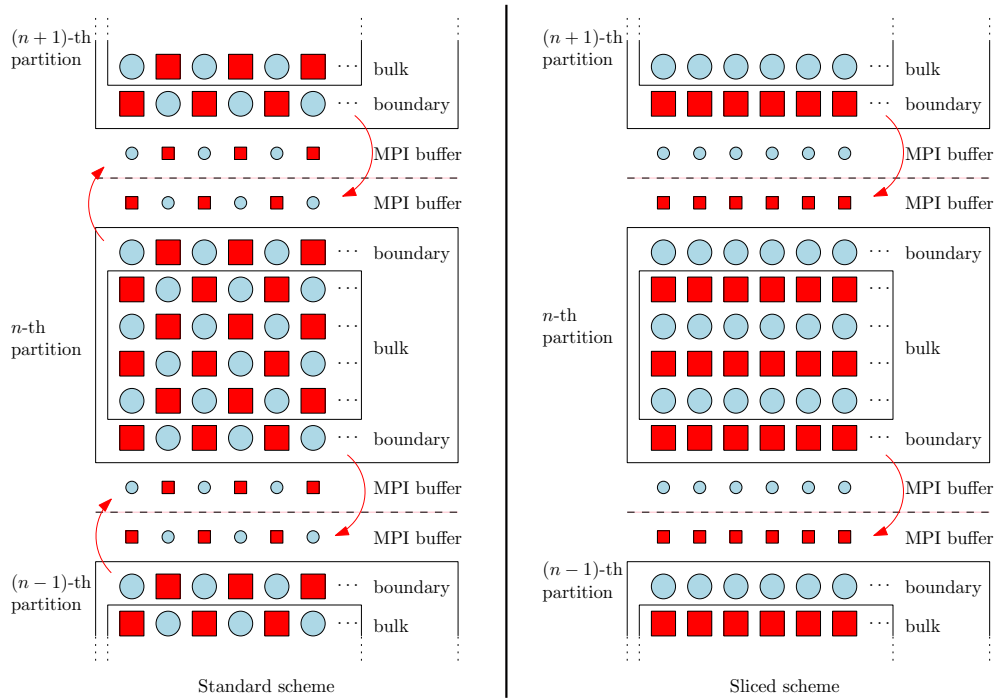 (n + 1)-th
partition
··· bulk
··· boundary
MPI buffer
MPI buffer
··· boundary
···
n-th
partition
···
bulk
···
···
··· boundary
MPI buffer
MPI buffer
(n − 1)-th
partition
··· boundary
··· bulk
Standard scheme
(n + 1)-th
partition
··· bulk
··· boundary
MPI buffer
MPI buffer
··· boundary
···
n-th
partition
···
bulk
···
···
··· boundary
MPI buffer
MPI buffer
(n − 1)-th
partition
··· boundary
··· bulk
Sliced scheme